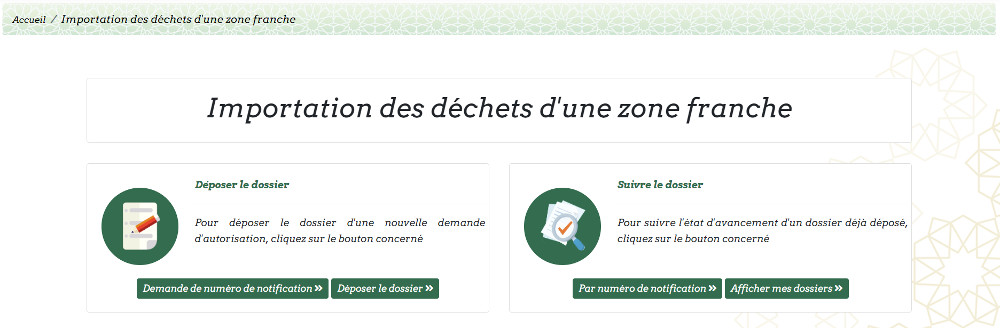 Accueil / Importation des déchets d'une zone franche
Importation des déchets d'une zone franche
Déposer le dossier
Pour déposer le dossier d'une nouvelle demande
d'autorisation, cliquez sur le bouton concerné
Demande de numéro de notification »
Déposer le dossier »
Suivre le dossier
Pour suivre l'état d'avancement d'un dossier déjà déposé,
cliquez sur le bouton concerné
Par numéro de notification »
Afficher mes dossiers »